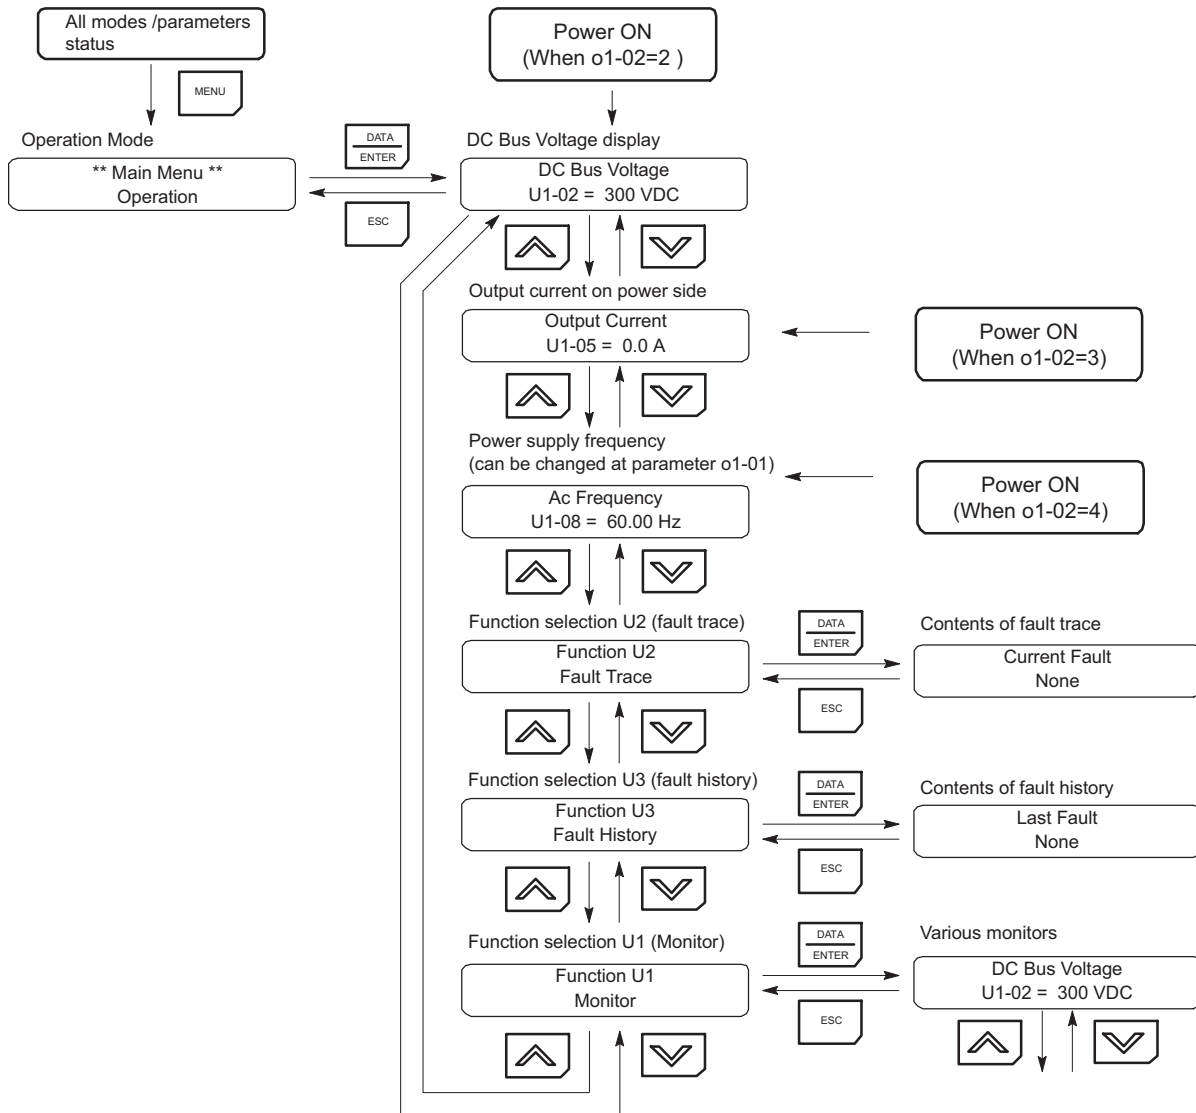 All modes /parameters
status
MENU
Power ON
(When o1-02=2 )
Operation Mode
** Main Menu **
Operation
DATA
ENTER
ESC
DC Bus Voltage display
DC Bus Voltage
U1-02 =  300 VDC
Output current on power side
Output Current
U1-05 =  0.0 A
Power ON
(When o1-02=3)
Power supply frequency
(can be changed at parameter o1-01)
Ac Frequency
U1-08 =  60.00 Hz
Power ON
(When o1-02=4)
Function selection U2 (fault trace)
Function U2
Fault Trace
DATA
ENTER
ESC
Contents of fault trace
Current Fault
None
Function selection U3 (fault history)
Function U3
Fault History
DATA
ENTER
ESC
Contents of fault history
Last Fault
None
Function selection U1 (Monitor)
Function U1
Monitor
DATA
ENTER
ESC
Various monitors
DC Bus Voltage
U1-02 =  300 VDC